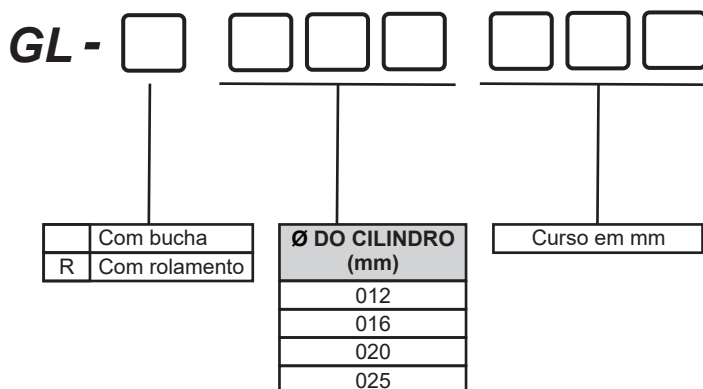 GL -
Com bucha
R Com rolamento
Ø DO CILINDRO
(mm)
012
016
020
025
Curso em mm